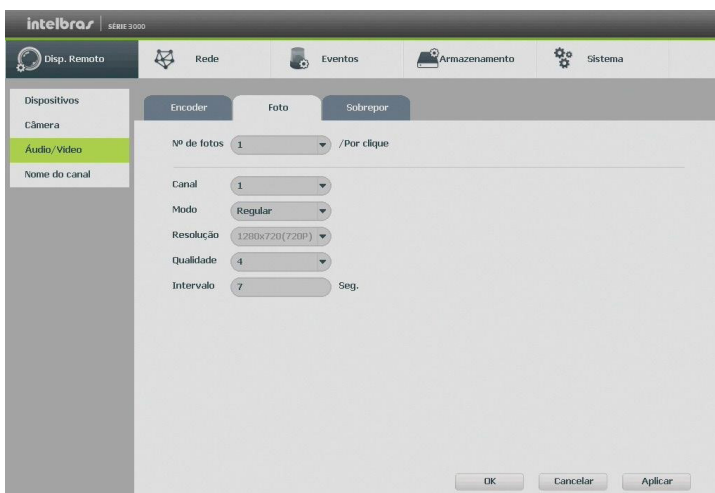 intelbras | SÉRIE 3000
Disp. Remoto
Rede
Eventos
Armazenamento
Sistema
Dispositivos
Câmera
Áudio/Vídeo
Nome do canal
Encoder
Foto
Sobrepor
Nº de fotos 1 /Por clique
Canal 1
Modo Regular
Resolução 1280x720(720P)
Qualidade 4
Intervalo 7 Seg.
OK
Cancelar
Aplicar